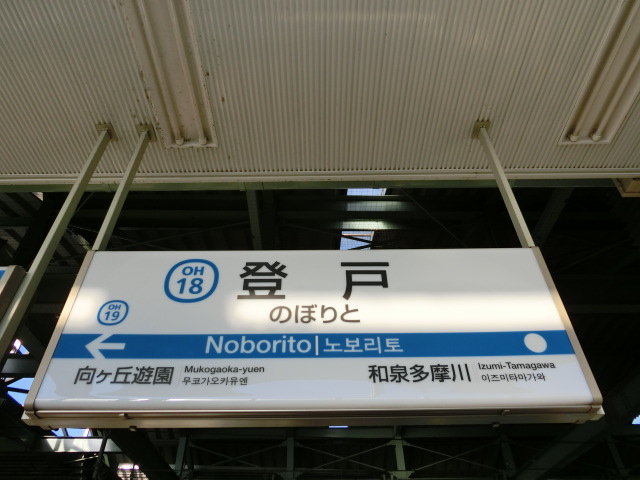 OH
18
登戸
のぼりと
OH
19
Noborito|노보리토
向ヶ丘遊園
Mukogaoka-yuen
무코가오카유엔
和泉多摩川
Izumi-Tamagawa
이즈미타마가와